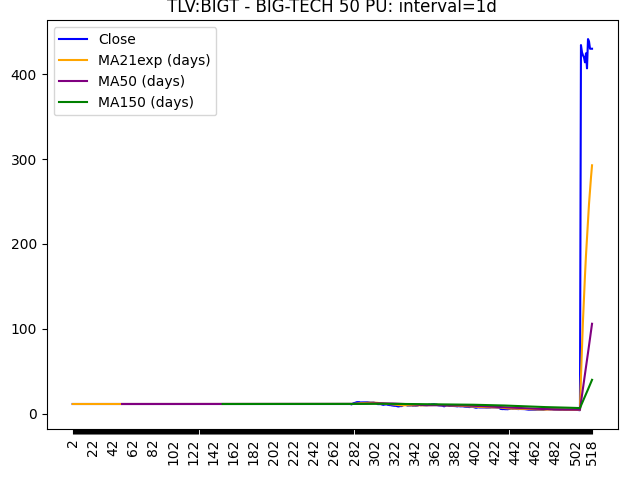 TLV:BIGT - BIG-TECH 50 PU: interval=1d
Close
MA21exp (days)
MA50 (days)
MA150 (days)
400
300
200
100
0
2 22 42 62 82 102 122 142 162 182 202 222 242 262 282 302 322 342 362 382 402 422 442 462 482 502 518